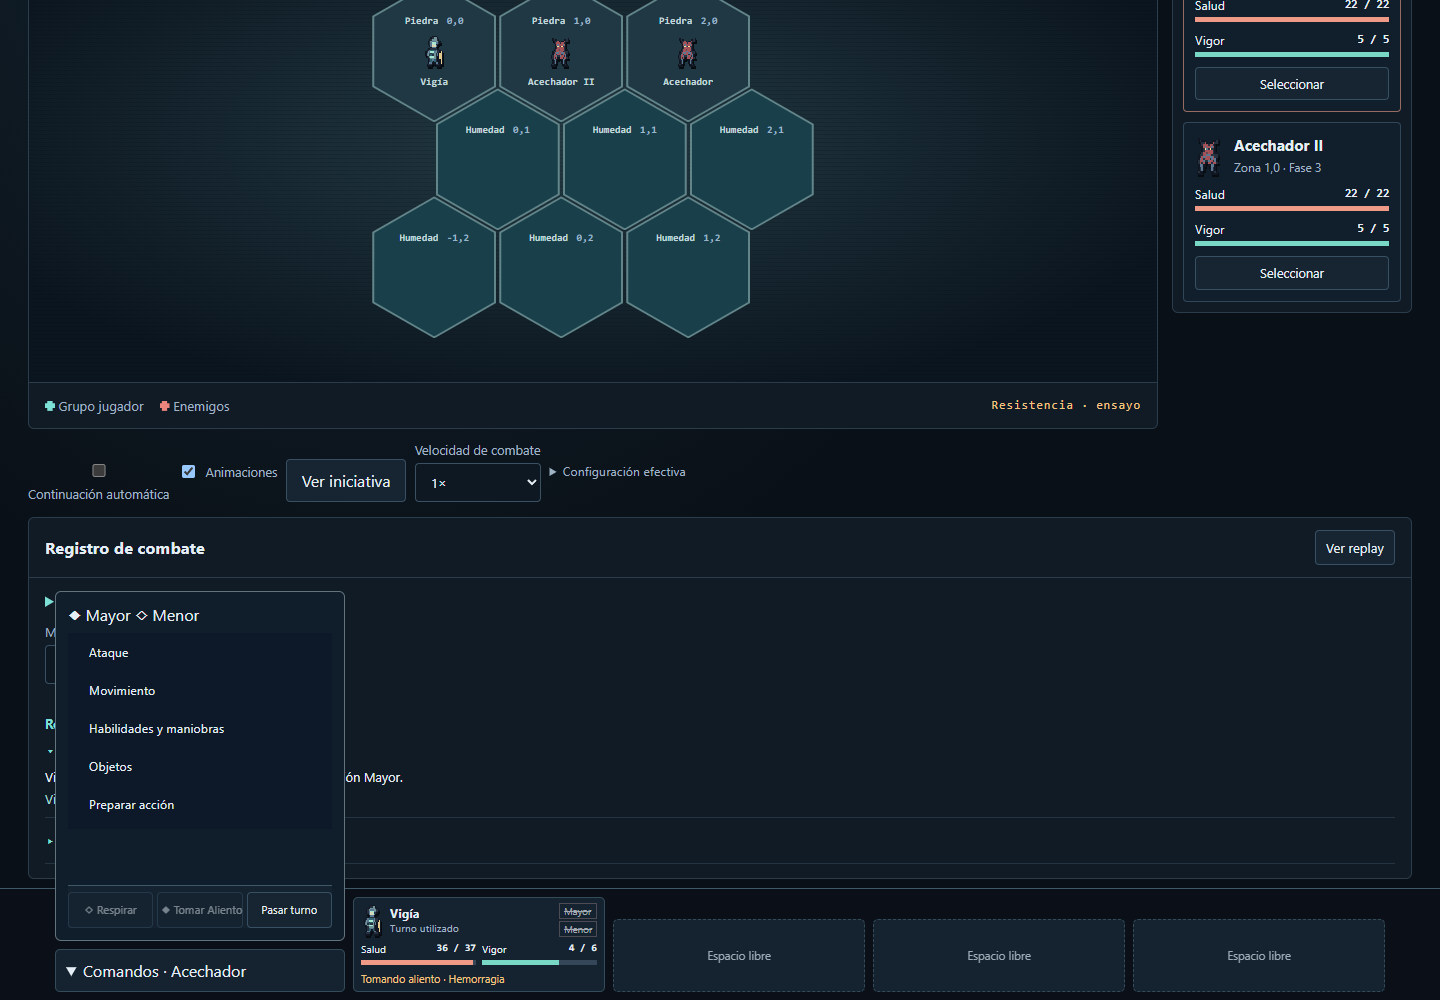 Piedra 0,0
Vigía
Piedra 1,0
Acechador II
Piedra 2,0
Acechador
Humedad 0,1
Humedad 1,1
Humedad 2,1
Humedad -1,2
Humedad 0,2
Humedad 1,2
Grupo jugador
Enemigos
Resistencia · ensayo
Salud 22 / 22
Vigor 5 / 5
Seleccionar
Acechador II
Zona 1,0 · Fase 3
Salud 22 / 22
Vigor 5 / 5
Seleccionar
Continuación automática
Animaciones
Ver iniciativa
Velocidad de combate
1×
Configuración efectiva
Registro de combate
Ver replay
ón Mayor.
Mayor Menor
Ataque
Movimiento
Habilidades y maniobras
Objetos
Preparar acción
Respirar
Tomar Aliento
Pasar turno
Comandos · Acechador
Vigía
Turno utilizado
Mayor
Menor
Salud 36 / 37
Vigor 4 / 6
Tomando aliento · Hemorragia
Espacio libre
Espacio libre
Espacio libre